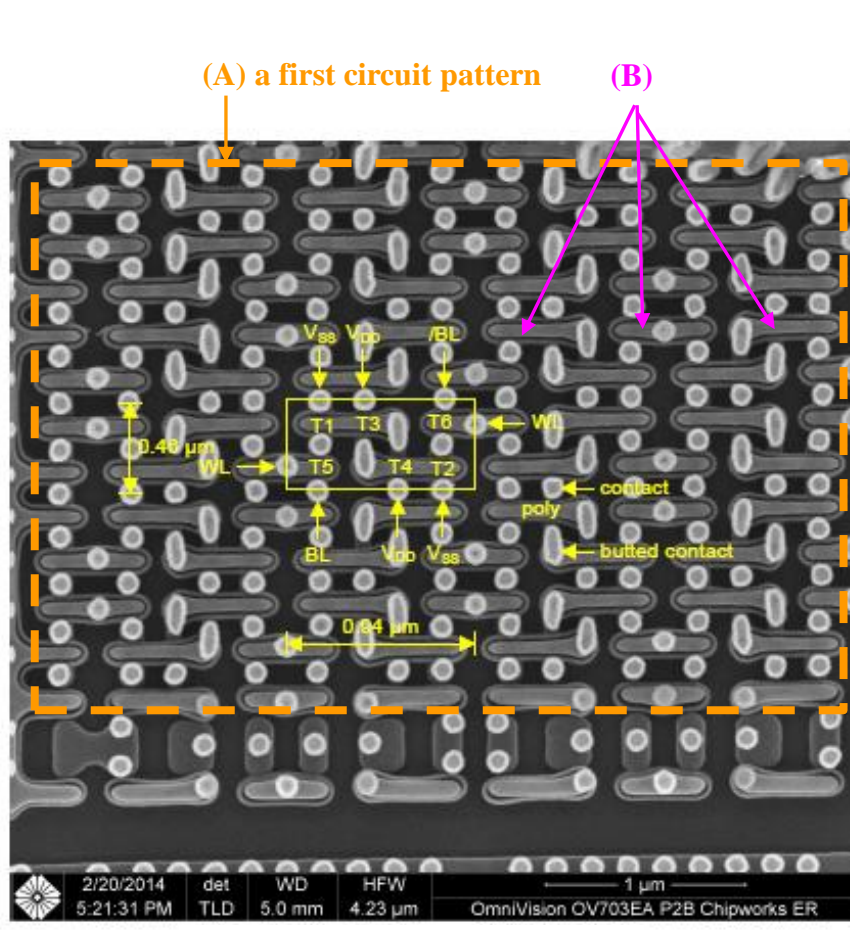 (A) a first circuit pattern (B)
Vss VDD /BL
T1 T3 T6 WL
0.46 µm
WL T5 T4 T2
contact
poly
BL VDD Vss butted contact
0.94 µm
2/20/2014 det WD HFW 1 µm
5:21:31 PM TLD 5.0 mm 4.23 µm OmniVision OV703EA P2B Chipworks ER